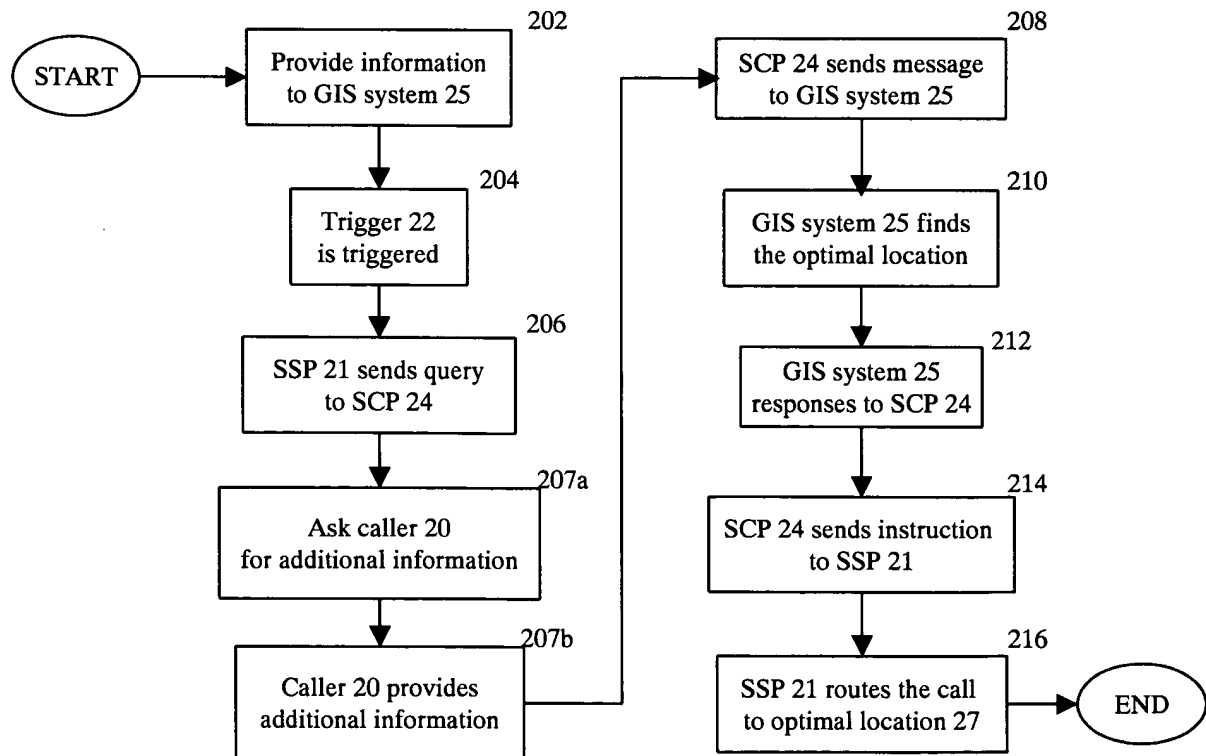 START
202
Provide information
to GIS system 25
204
Trigger 22
is triggered
206
SSP 21 sends query
to SCP 24
207a
Ask caller 20
for additional information
207b
Caller 20 provides
additional information
208
SCP 24 sends message
to GIS system 25
210
GIS system 25 finds
the optimal location
212
GIS system 25
responses to SCP 24
214
SCP 24 sends instruction
to SSP 21
216
SSP 21 routes the call
to optimal location 27
END